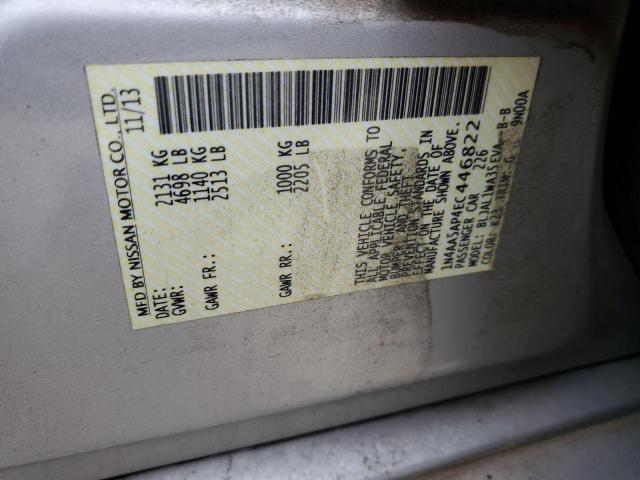 MFD BY NISSAN MOTOR CO., LTD.
DATE: 11/13
GVWR: 2131 KG
4698 LB
GAWR FR: 1140 KG
2513 LB
GAWR RR: 1000 KG
2205 LB
THIS VEHICLE CONFORMS TO
ALL APPLICABLE FEDERAL
MOTOR VEHICLE SAFETY,
BUMPER, AND THEFT
PREVENTION STANDARDS IN
EFFECT ON THE DATE OF
MANUFACTURE SHOWN ABOVE.
1N4AA5AP4EC446822
PASSENGER CAR 226
MODEL: BLJALLWA35EVA B-B
COLOR: K23 TRIM: G 9N00A